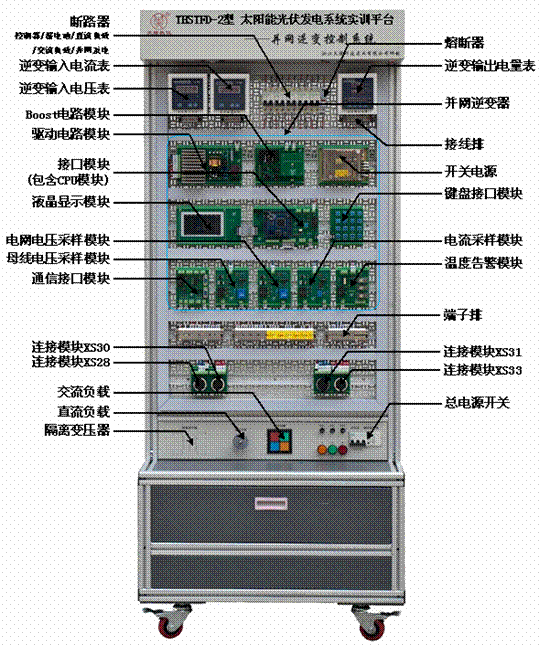 THSTFD-2型 太阳能光伏发电系统实训平台
并网逆变控制系统
断路器
控制器/蓄电池/直流负载
/交流负载/并网发电
逆变输入电流表
逆变输入电压表
Boost电路模块
驱动电路模块
接口模块
(包含CPU模块)
液晶显示模块
电网电压采样模块
母线电压采样模块
通信接口模块
连接模块XS30
连接模块XS28
交流负载
直流负载
隔离变压器
熔断器
逆变输出电量表
并网逆变器
接线排
开关电源
键盘接口模块
电流采样模块
温度告警模块
端子排
连接模块XS31
连接模块XS33
总电源开关